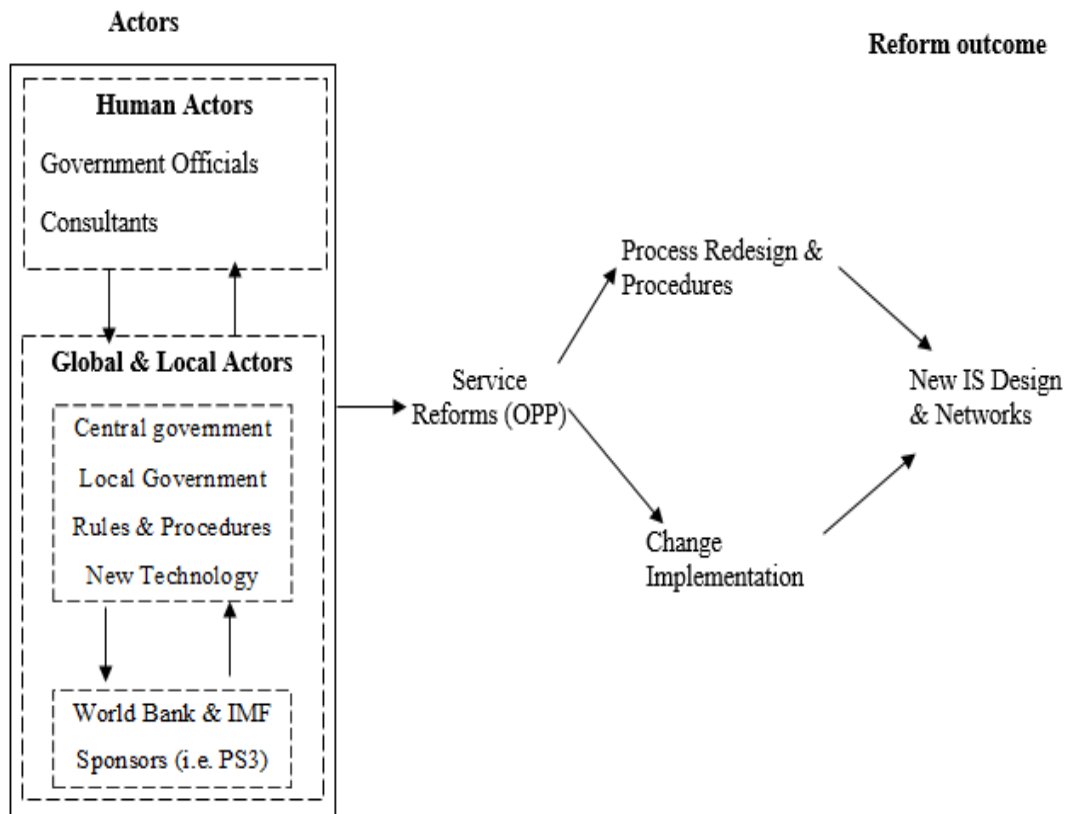 Actors
Reform outcome
Human Actors
Government Officials
Consultants
Global & Local Actors
Central government
Local Government
Rules & Procedures
New Technology
World Bank & IMF
Sponsors (i.e. PS3)
Service
Reforms (OPP)
Process Redesign &
Procedures
Change
Implementation
New IS Design
& Networks